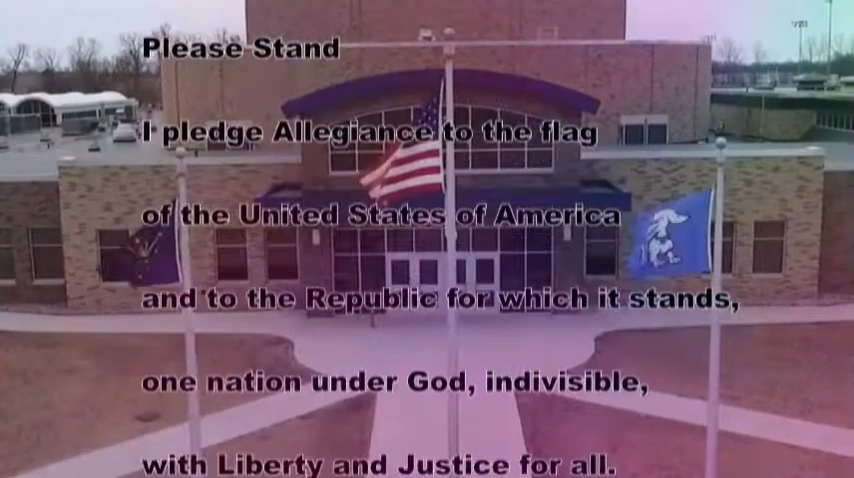 Please Stand
I pledge Allegiance to the flag
of the United States of America
and to the Republic for which it stands,
one nation under God, indivisible,
with Liberty and Justice for all.